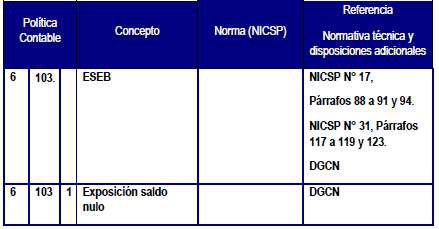 Política Contable
Concepto
Norma (NICSP)
Referencia
Normativa técnica y
disposiciones adicionales
6 103. ESEB
NICSP N° 17,
Párrafos 88 a 91 y 94.
NICSP N° 31, Párrafos
117 a 119 y 123.
DGCN
6 103 1 Exposición saldo
nulo
DGCN